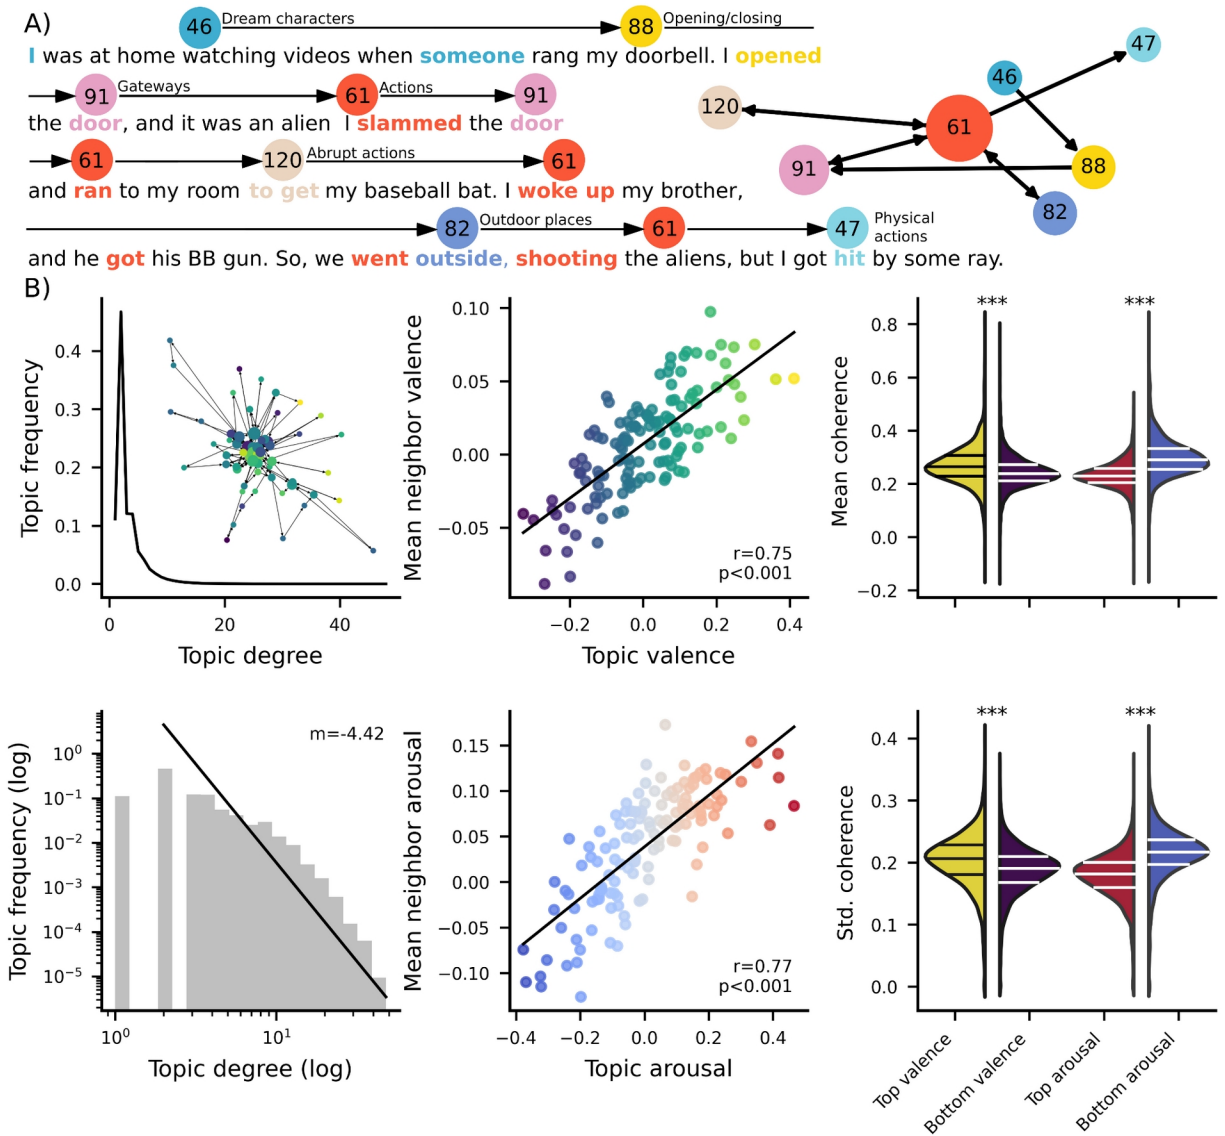 A)
46 Dream characters 88 Opening/closing
I was at home watching videos when someone rang my doorbell. I opened
91 Gateways 61 Actions 91
the door, and it was an alien I slammed the door
61 120 Abrupt actions 61
and ran to my room to get my baseball bat. I woke up my brother,
82 Outdoor places 61 47 Physical
actions
and he got his BB gun. So, we went outside, shooting the aliens, but I got hit by some ray.
47
46
120
61
91
88
82
B)
Topic frequency
0.4
0.3
0.2
0.1
0.0
0 20 40
Topic degree
Mean neighbor valence
0.10
0.05
0.00
−0.05
r=0.75
p<0.001
−0.2 0.0 0.2 0.4
Topic valence
Mean coherence
*** ***
0.8
0.6
0.4
0.2
0.0
−0.2
Topic frequency (log)
m=-4.42
10⁰
10⁻¹
10⁻²
10⁻³
10⁻⁴
10⁻⁵
10⁰ 10¹
Topic degree (log)
Mean neighbor arousal
0.15
0.10
0.05
0.00
−0.05
−0.10
r=0.77
p<0.001
−0.4 −0.2 0.0 0.2 0.4
Topic arousal
Std. coherence
*** ***
0.4
0.3
0.2
0.1
0.0
Top valence
Bottom valence
Top arousal
Bottom arousal